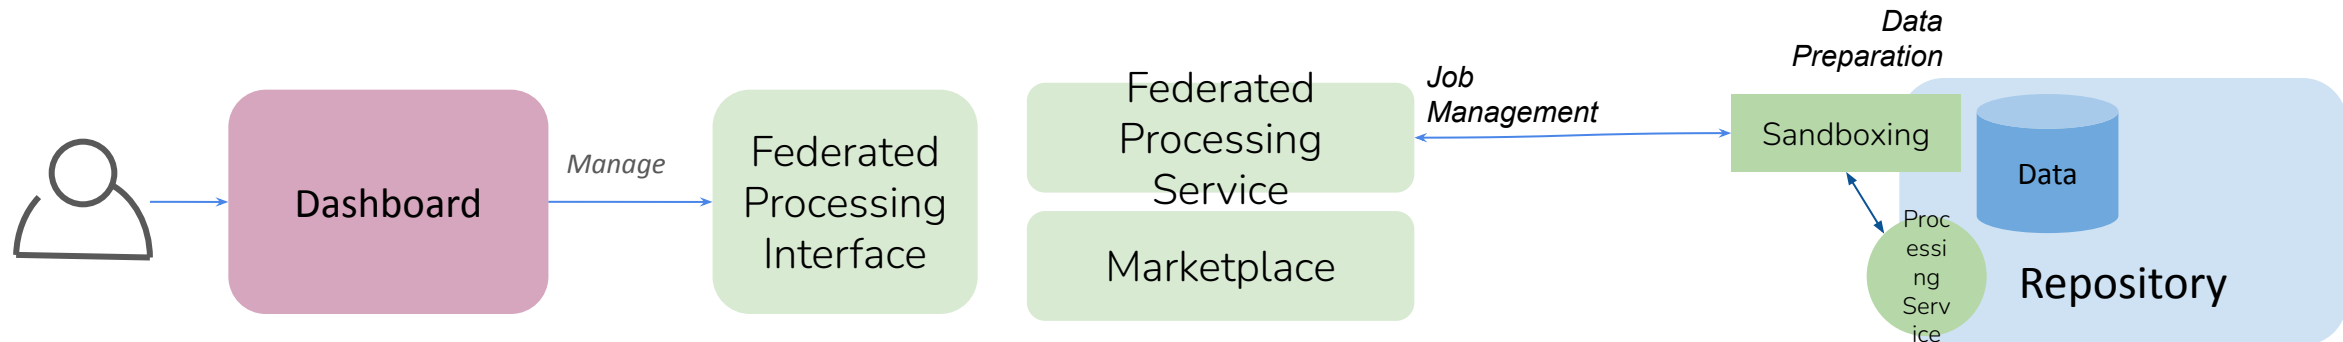 Dashboard
Manage
Federated
Processing
Interface
Federated
Processing
Service
Marketplace
Job
Management
Data
Preparation
Sandboxing
Data
Proc
essi
ng
Serv
ice
Repository